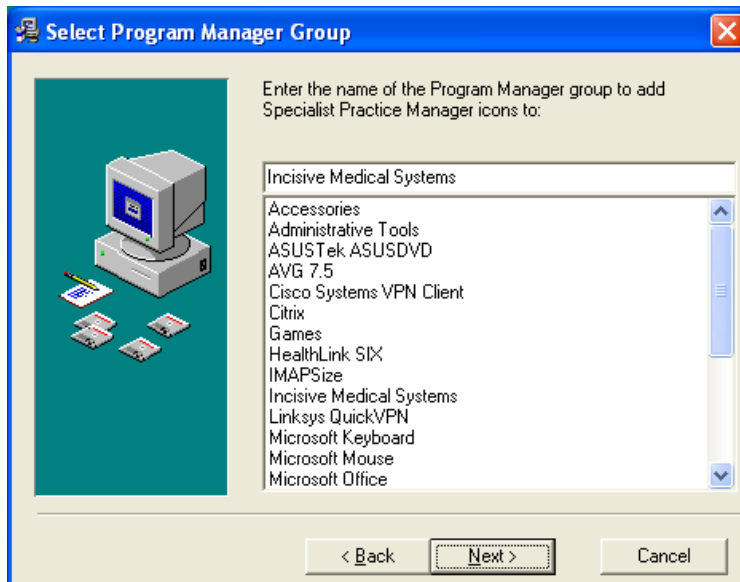 Select Program Manager Group
Enter the name of the Program Manager group to add
Specialist Practice Manager icons to:
Incisive Medical Systems
Accessories
Administrative Tools
ASUSTek ASUSDVD
AVG 7.5
Cisco Systems VPN Client
Citrix
Games
HealthLink SIX
IMAPSize
Incisive Medical Systems
Linksys QuickVPN
Microsoft Keyboard
Microsoft Mouse
Microsoft Office
< Back
Next >
Cancel